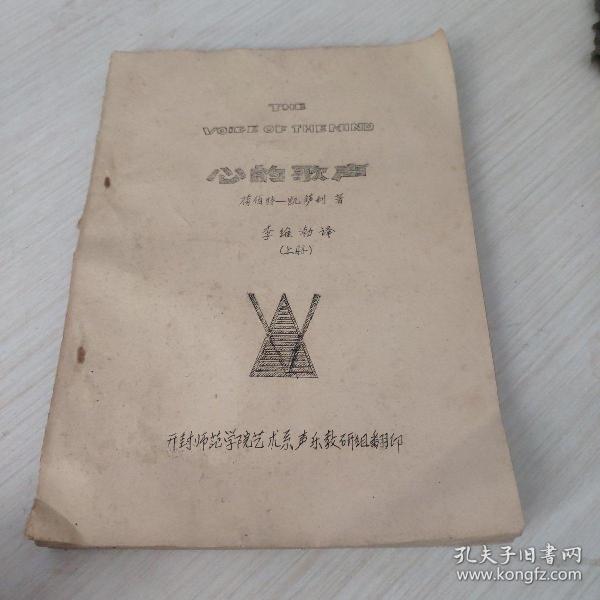 THE
VOICE OF THE MIND
心的歌声
赫伯特—凯萨利 著
李维勃译
(上册)
开封师范学院艺术系声乐教研组翻印
孔夫子旧书网
www.kongfz.com